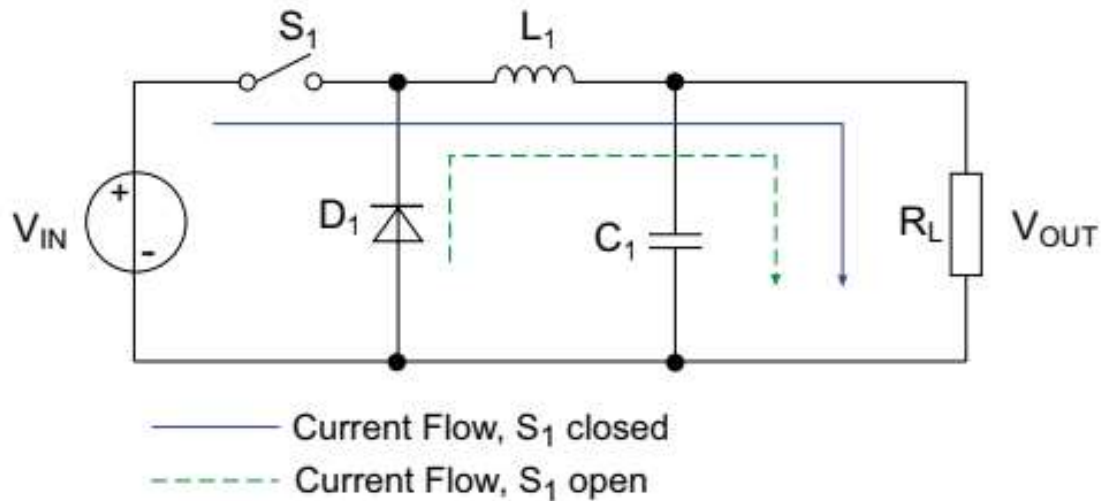 S1
L1
+
-
VIN
D1
C1
RL
VOUT
Current Flow, S1 closed
Current Flow, S1 open